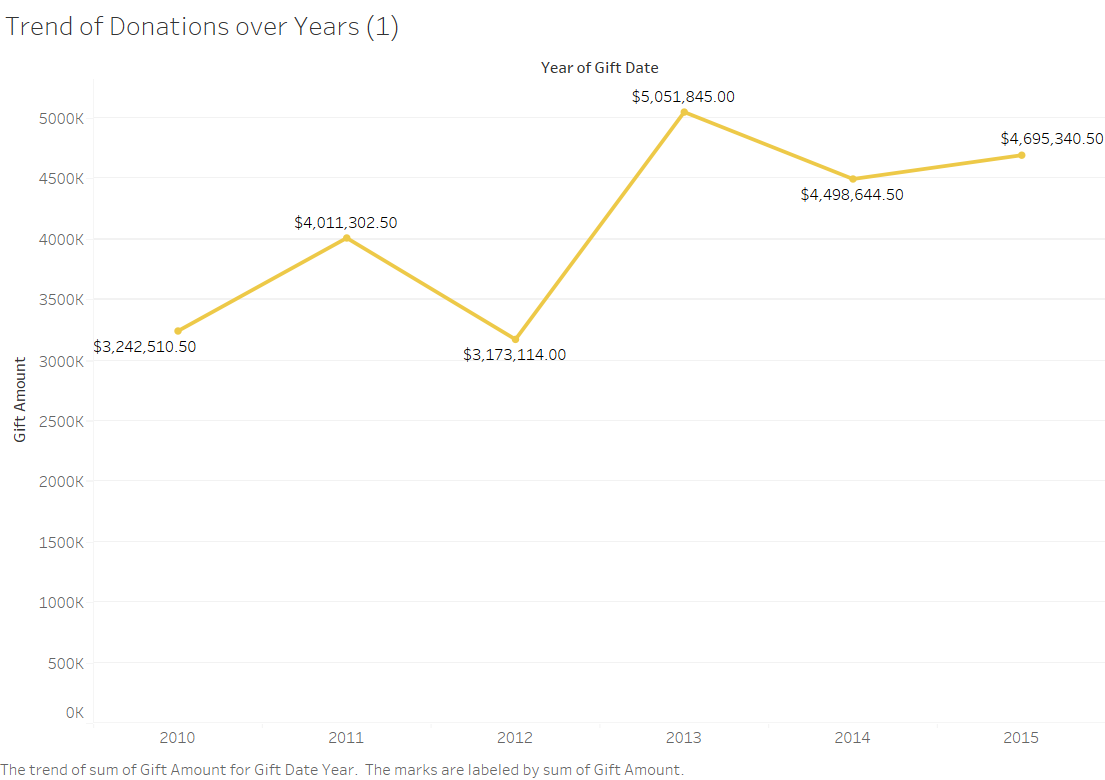 Trend of Donations over Years (1)
Year of Gift Date
Gift Amount
5000K
4500K
4000K
3500K
3000K
2500K
2000K
1500K
1000K
500K
0K
$3,242,510.50
$4,011,302.50
$3,173,114.00
$5,051,845.00
$4,498,644.50
$4,695,340.50
2010 2011 2012 2013 2014 2015
The trend of sum of Gift Amount for Gift Date Year.  The marks are labeled by sum of Gift Amount.